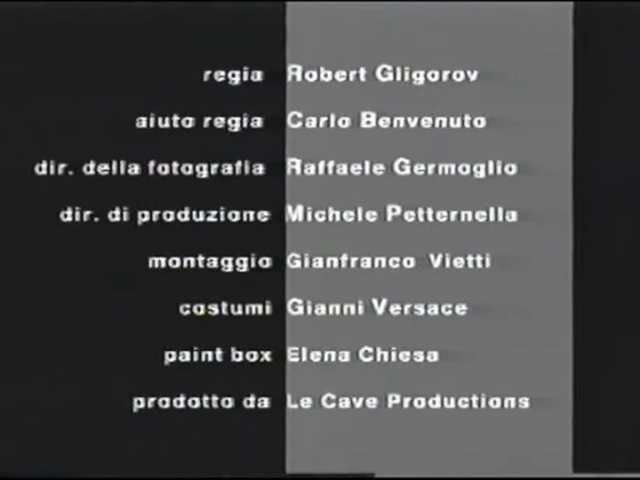 regia Robert Gligorov
aiuto regia Carlo Benvenuto
dir. della fotografia Raffaele Germoglio
dir. di produzione Michele Petternella
montaggio Gianfranco Vietti
costumi Gianni Versace
paint box Elena Chiesa
prodotto da Le Cave Productions